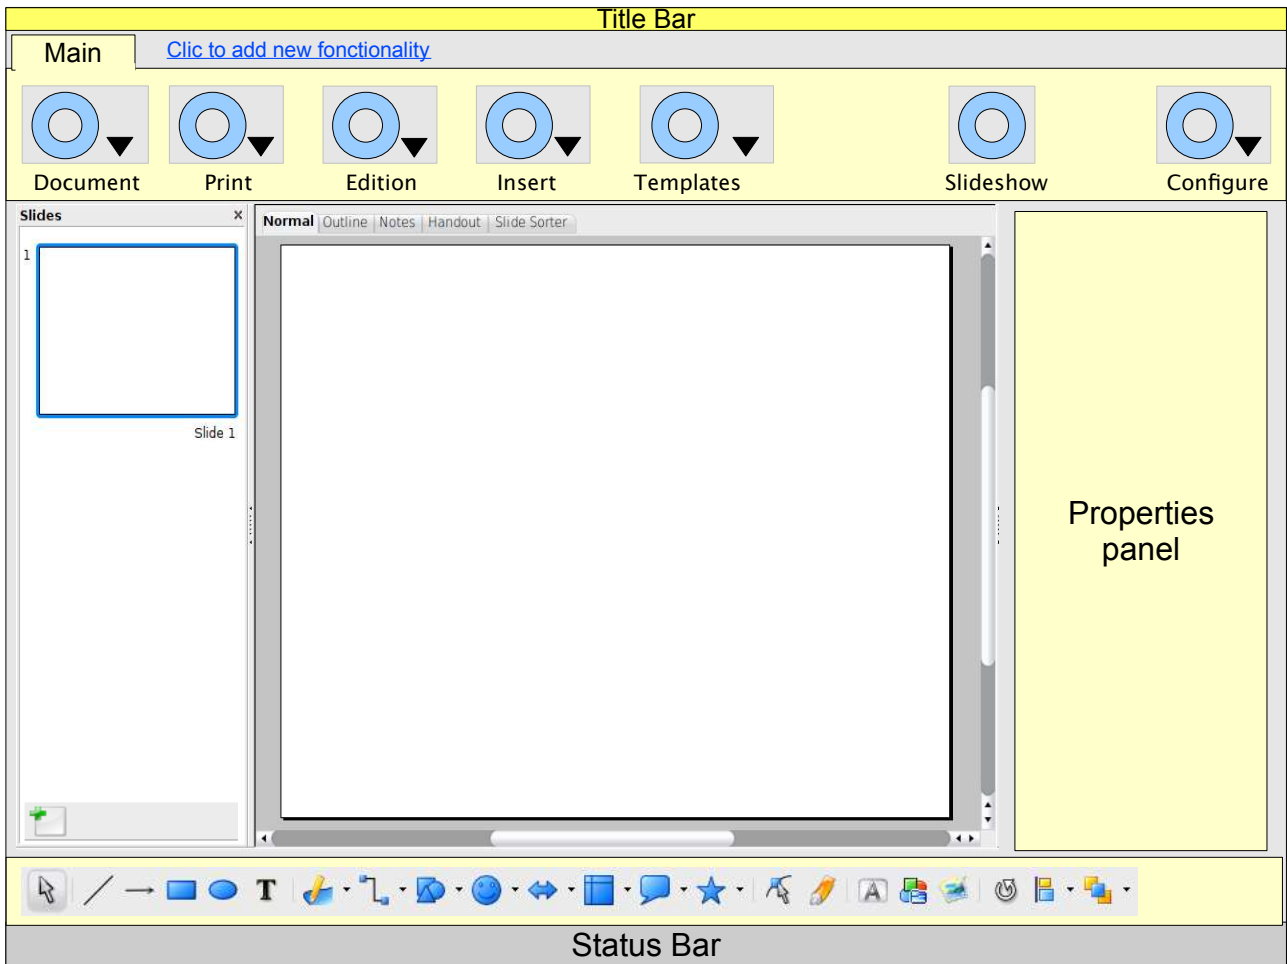 Title Bar
Main
Clic to add new fonctionality
Document Print Edition Insert Templates Slideshow Configure
Slides x
Normal Outline Notes Handout Slide Sorter
1
Slide 1
Properties
panel
T
A
Status Bar